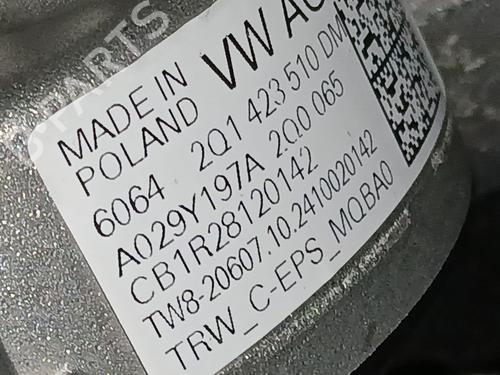 MADE IN
POLAND VW AG
6064 2Q1 423 510 DM
A029Y197A 2Q0 065
CB1R28120142
TW8-20607.10.2410020142
TRW_C-EPS_MQBA0
PARTS